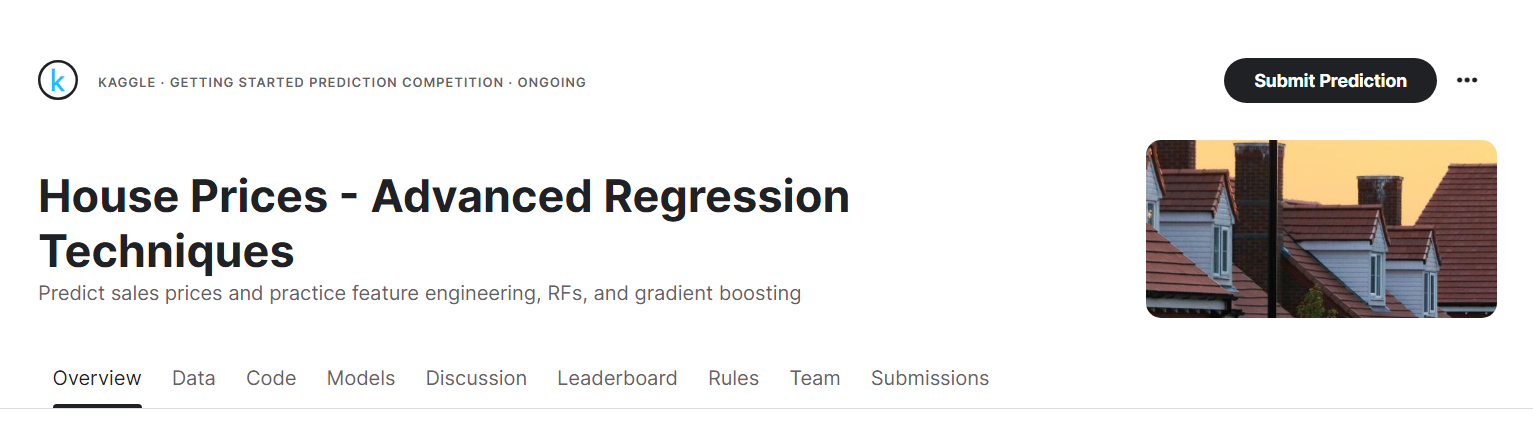 k
KAGGLE · GETTING STARTED PREDICTION COMPETITION · ONGOING
Submit Prediction
House Prices - Advanced Regression
Techniques
Predict sales prices and practice feature engineering, RFs, and gradient boosting
Overview Data Code Models Discussion Leaderboard Rules Team Submissions